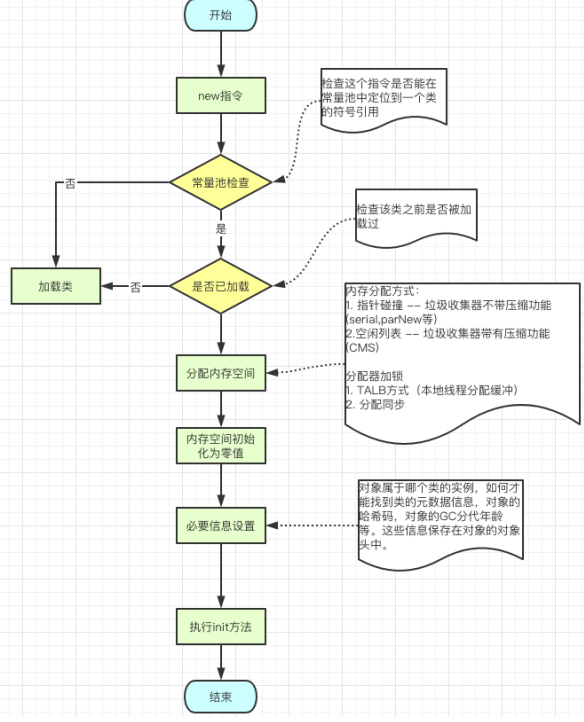 开始
new指令
检查这个指令是否能在
常量池中定位到一个类
的符号引用
常量池检查
否
是
检查该类之前是否被加
载过
加载类
否
是否已加载
内存分配方式：
1. 指针碰撞 -- 垃圾收集器不带压缩功能
(serial,parNew等)
2.空闲列表 -- 垃圾收集器带有压缩功能
(CMS)
分配器加锁
1. TALB方式（本地线程分配缓冲）
2. 分配同步
分配内存空间
内存空间初始
化为零值
对象属于哪个类的实例，如何才
能找到类的元数据信息，对象的
哈希码，对象的GC分代年龄
等。这些信息保存在对象的对象
头中。
必要信息设置
执行init方法
结束